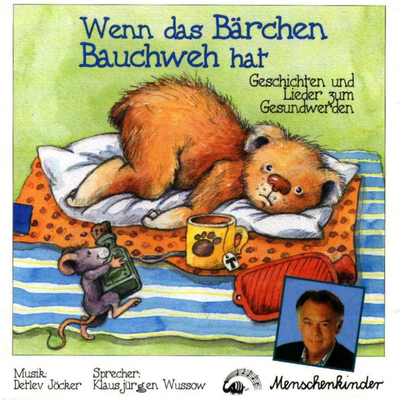 Wenn das Bärchen
Bauchweh hat
Geschichten und
Lieder zum
Gesundwerden
T
Musik:
Detlev Jöcker
Sprecher:
Klausjürgen Wussow
Menschenkinder